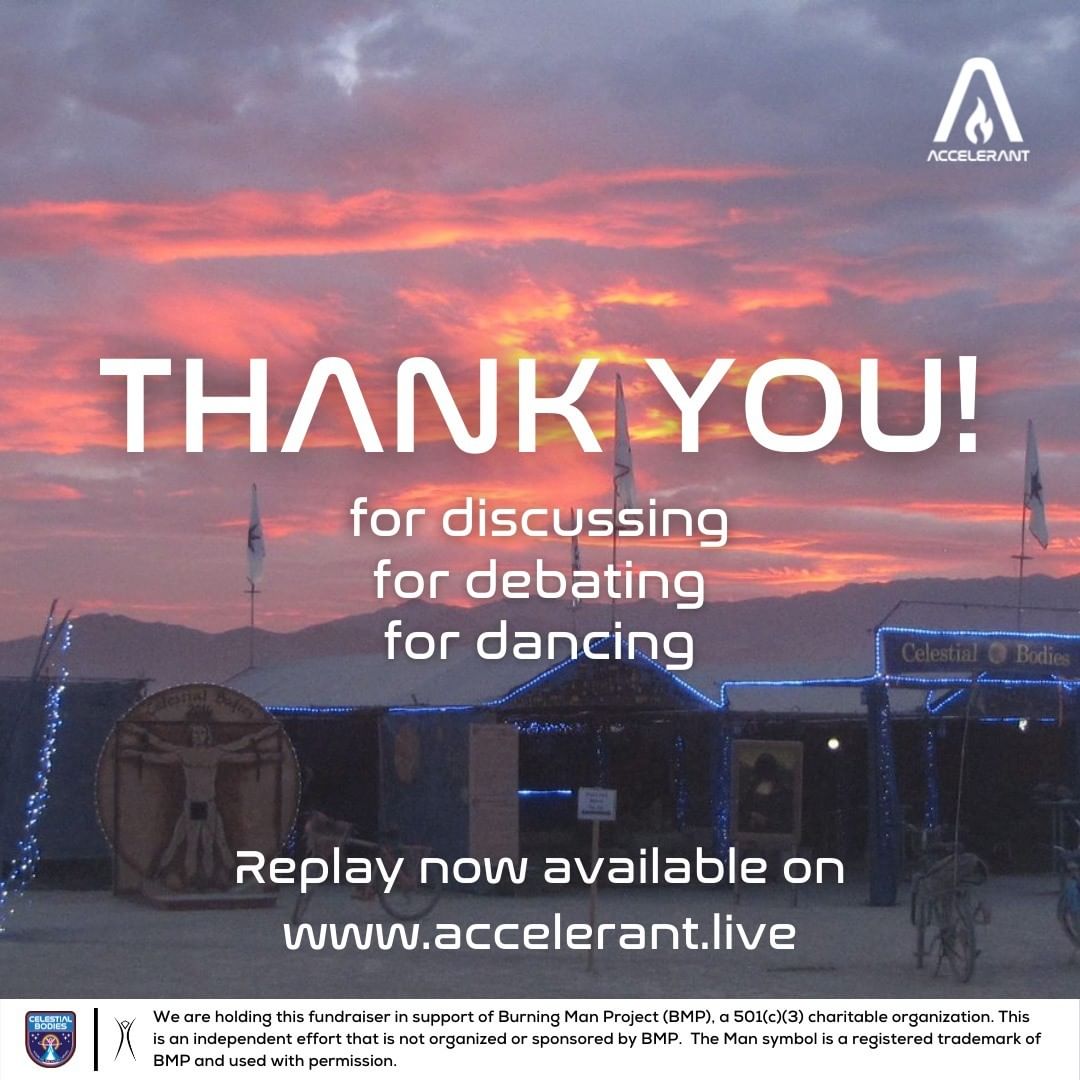 ACCELERANT
THANK YOU!
for discussing
for debating
for dancing
Celestial Bodies
Celestial Bodies
Replay now available on
www.accelerant.live
CELESTIAL
BODIES
We are holding this fundraiser in support of Burning Man Project (BMP), a 501(c)(3) charitable organization. This
is an independent effort that is not organized or sponsored by BMP.  The Man symbol is a registered trademark of
BMP and used with permission.